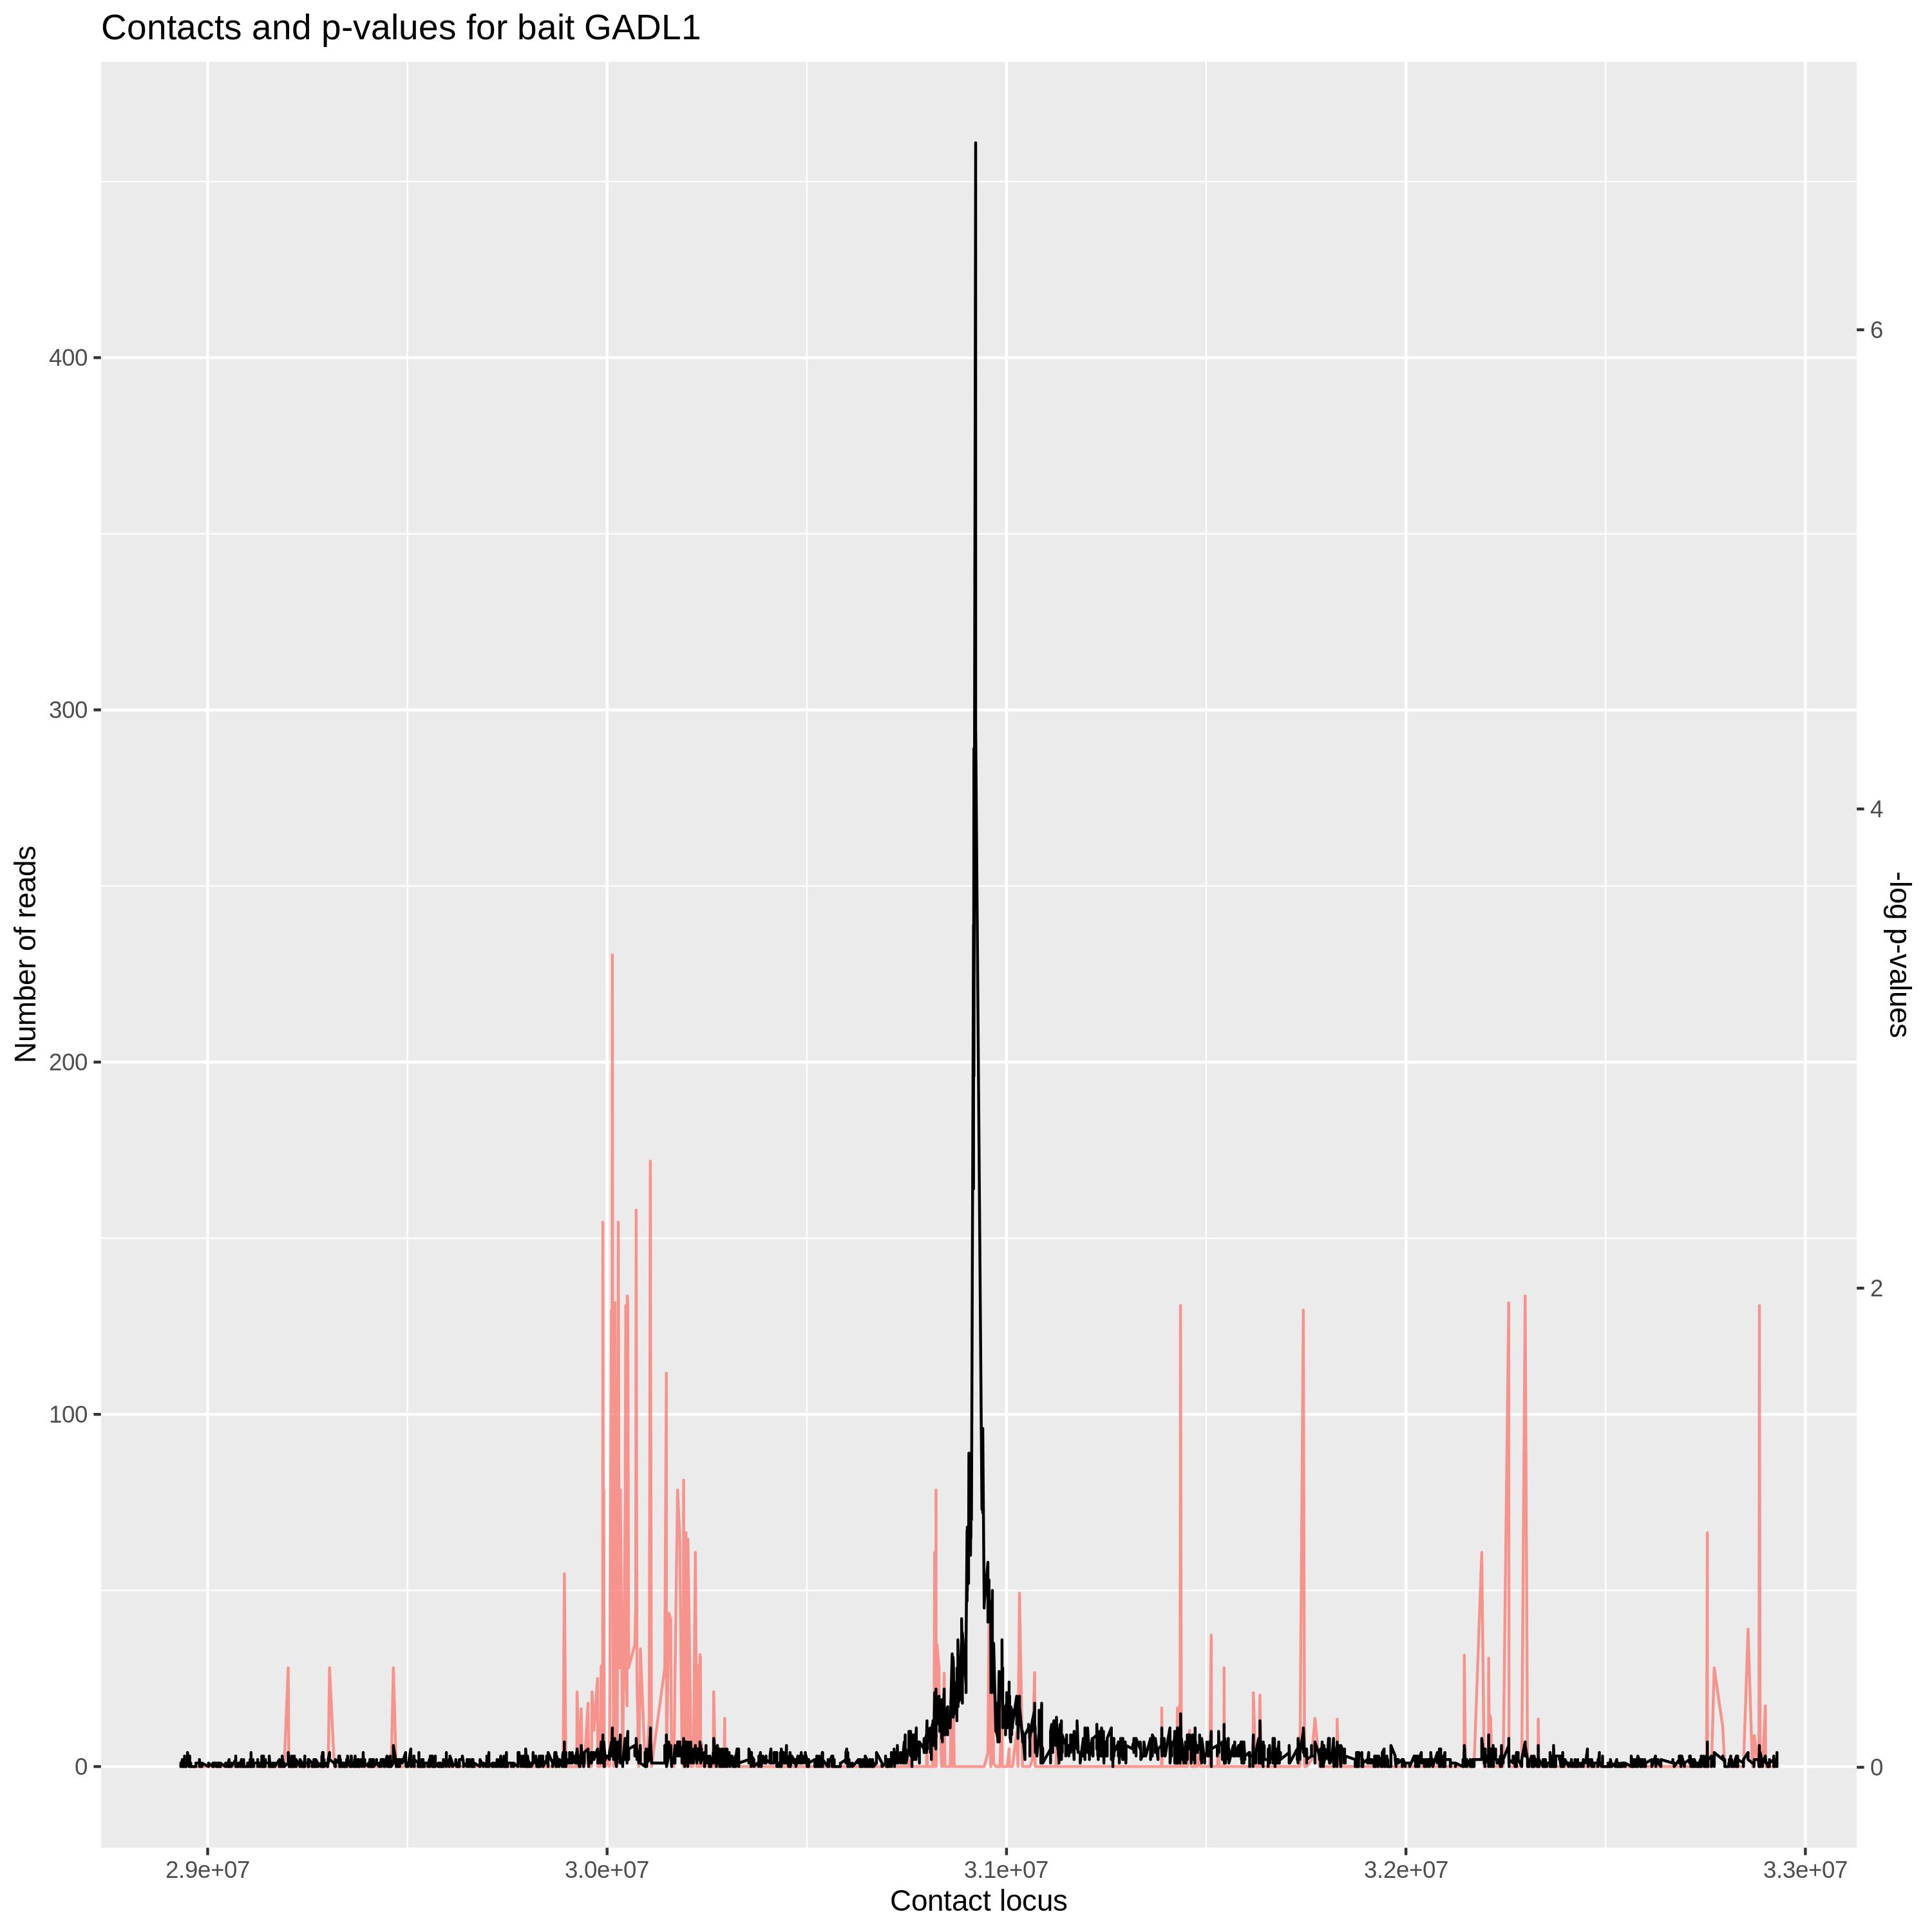 Contacts and p-values for bait GADL1
Number of reads
400
300
200
100
0
6
4
2
0
-log p-values
2.9e+07
3.0e+07
3.1e+07
3.2e+07
3.3e+07
Contact locus